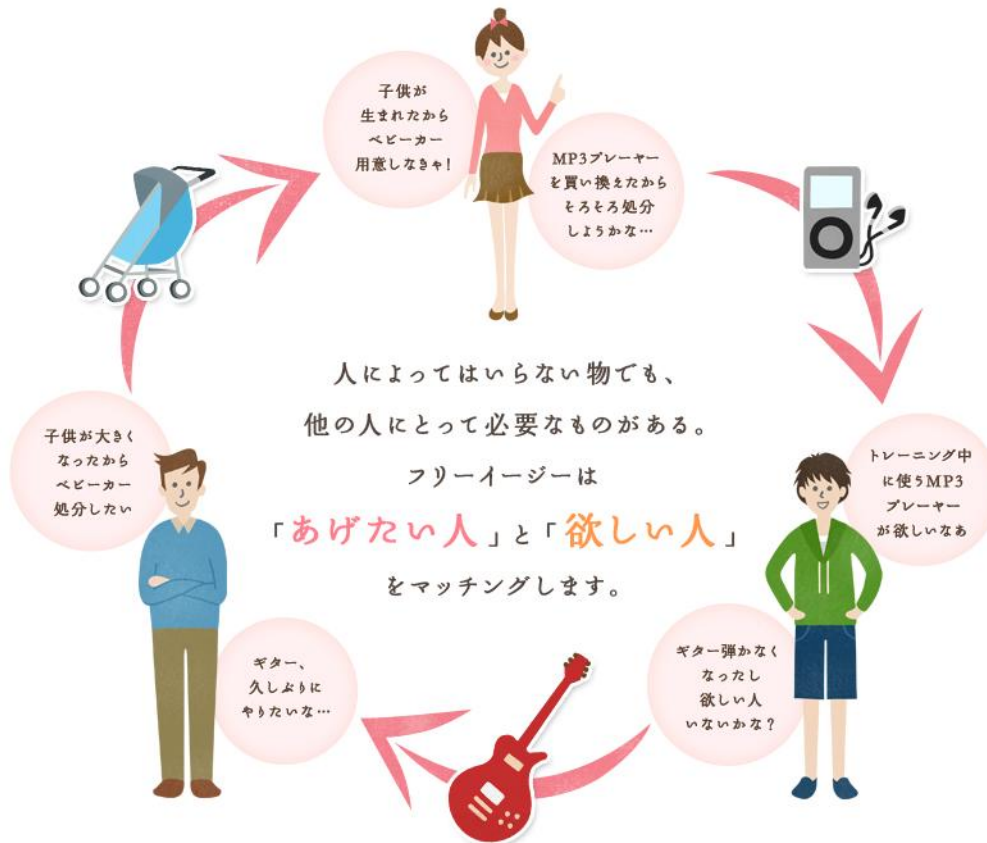 子供が
生まれたから
ベビーカー
用意しなきゃ!
MP3プレーヤー
を買い換えたから
そろそろ処分
しようかな…
人によってはいらない物でも、
他の人にとって必要なものがある。
フリーイージーは
「あげたい人」と「欲しい人」
をマッチングします。
子供が大きく
なったから
ベビーカー
処分したい
トレーニング中
に使うMP3
プレーヤー
が欲しいなあ
ギター、
久しぶりに
やりたいな…
ギター弾かなく
なったし
欲しい人
いないかな?